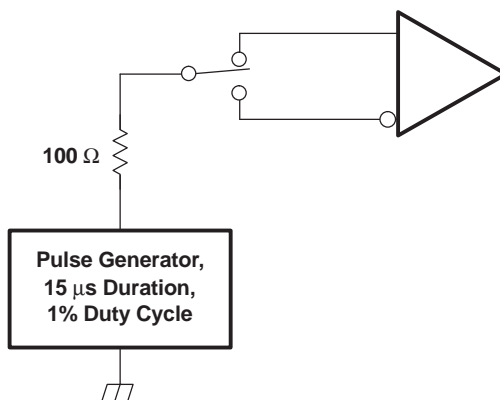 100 Ω
Pulse Generator,
15 μs Duration,
1% Duty Cycle